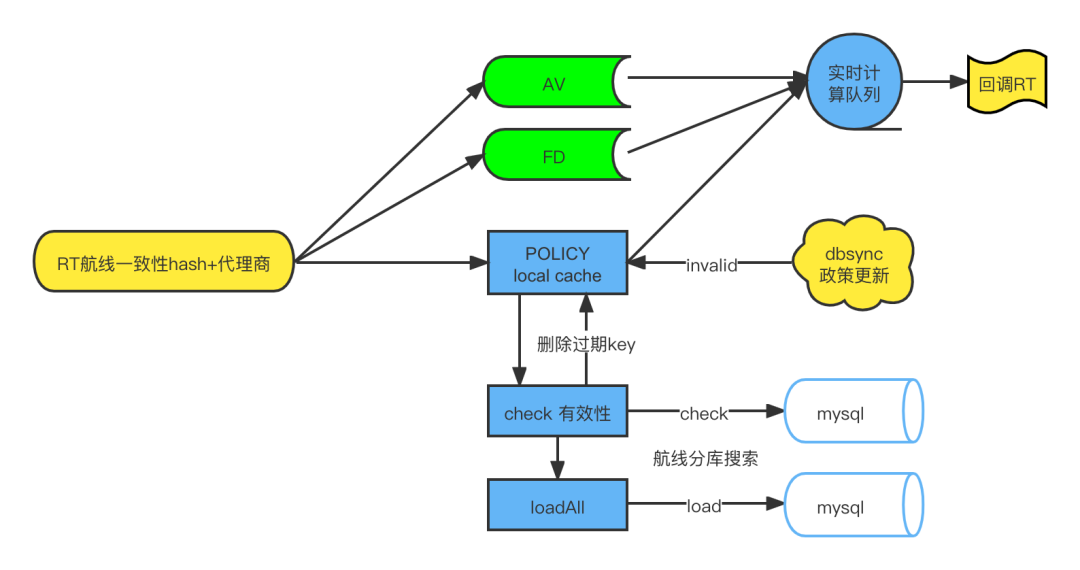 AV
实时计
算队列
回调RT
FD
RT航线一致性hash+代理商
POLICY
local cache
invalid
dbsync
政策更新
删除过期key
check 有效性
check
mysql
航线分库搜索
loadAll
load
mysql